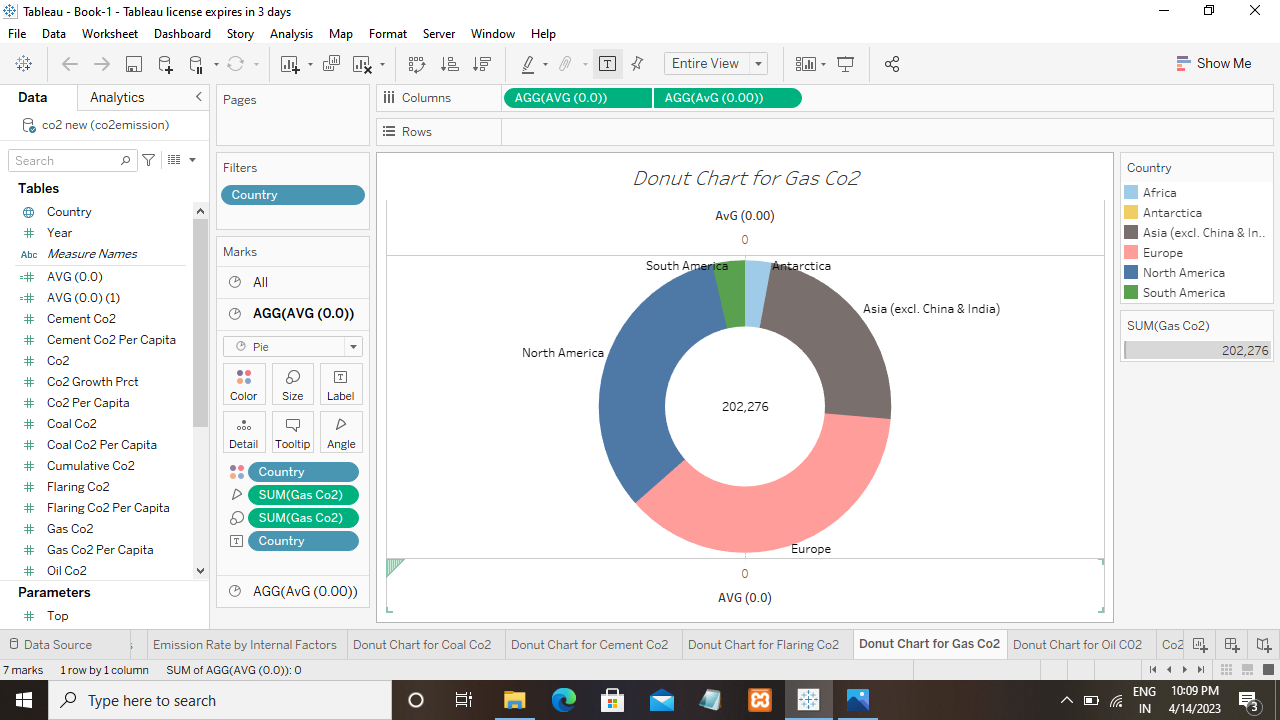 Tableau - Book-1 - Tableau license expires in 3 days
File Data Worksheet Dashboard Story Analysis Map Format Server Window Help
Entire View
Show Me
Data Analytics
co2 new (co2emission)
Search
Tables
Country
Year
Abc Measure Names
AVG (0.0)
AVG (0.0) (1)
Cement Co2
Cement Co2 Per Capita
Co2
Co2 Growth Prct
Co2 Per Capita
Coal Co2
Coal Co2 Per Capita
Cumulative Co2
Flaring Co2
Flaring Co2 Per Capita
Gas Co2
Gas Co2 Per Capita
Oil Co2
Parameters
Top
Pages
Filters
Country
Marks
All
AGG(AVG (0.0))
Pie
Color Size Label
Detail Tooltip Angle
Country
SUM(Gas Co2)
SUM(Gas Co2)
Country
AGG(AvG (0.00))
Columns AGG(AVG (0.0)) AGG(AvG (0.00))
Rows
Donut Chart for Gas Co2
AvG (0.00)
0
South America Antarctica
Asia (excl. China & India)
North America
202,276
Europe
0
AVG (0.0)
Country
Africa
Antarctica
Asia (excl. China & In..
Europe
North America
South America
SUM(Gas Co2)
202,276
Data Source Emission Rate by Internal Factors Donut Chart for Coal Co2 Donut Chart for Cement Co2 Donut Chart for Flaring Co2 Donut Chart for Gas Co2 Donut Chart for Oil CO2 Co2
7 marks 1 row by 1 column SUM of AGG(AVG (0.0)): 0
Type here to search
ENG
IN
10:09 PM
4/14/2023
3